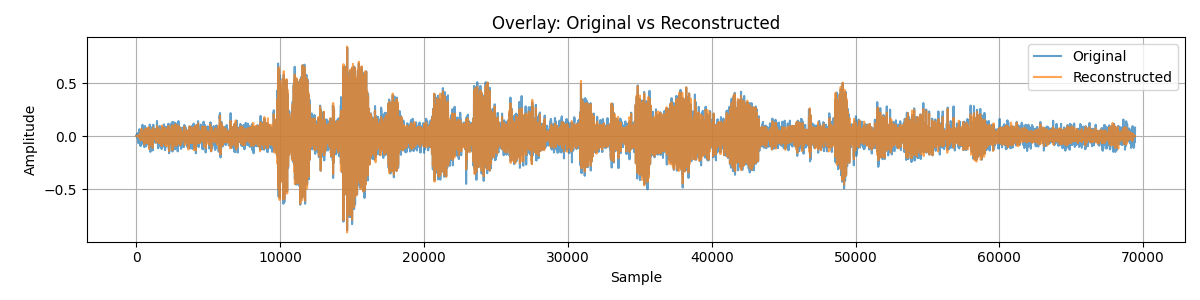 Overlay: Original vs Reconstructed
Original
Reconstructed
Amplitude
0.5
0.0
−0.5
0 10000 20000 30000 40000 50000 60000 70000
Sample